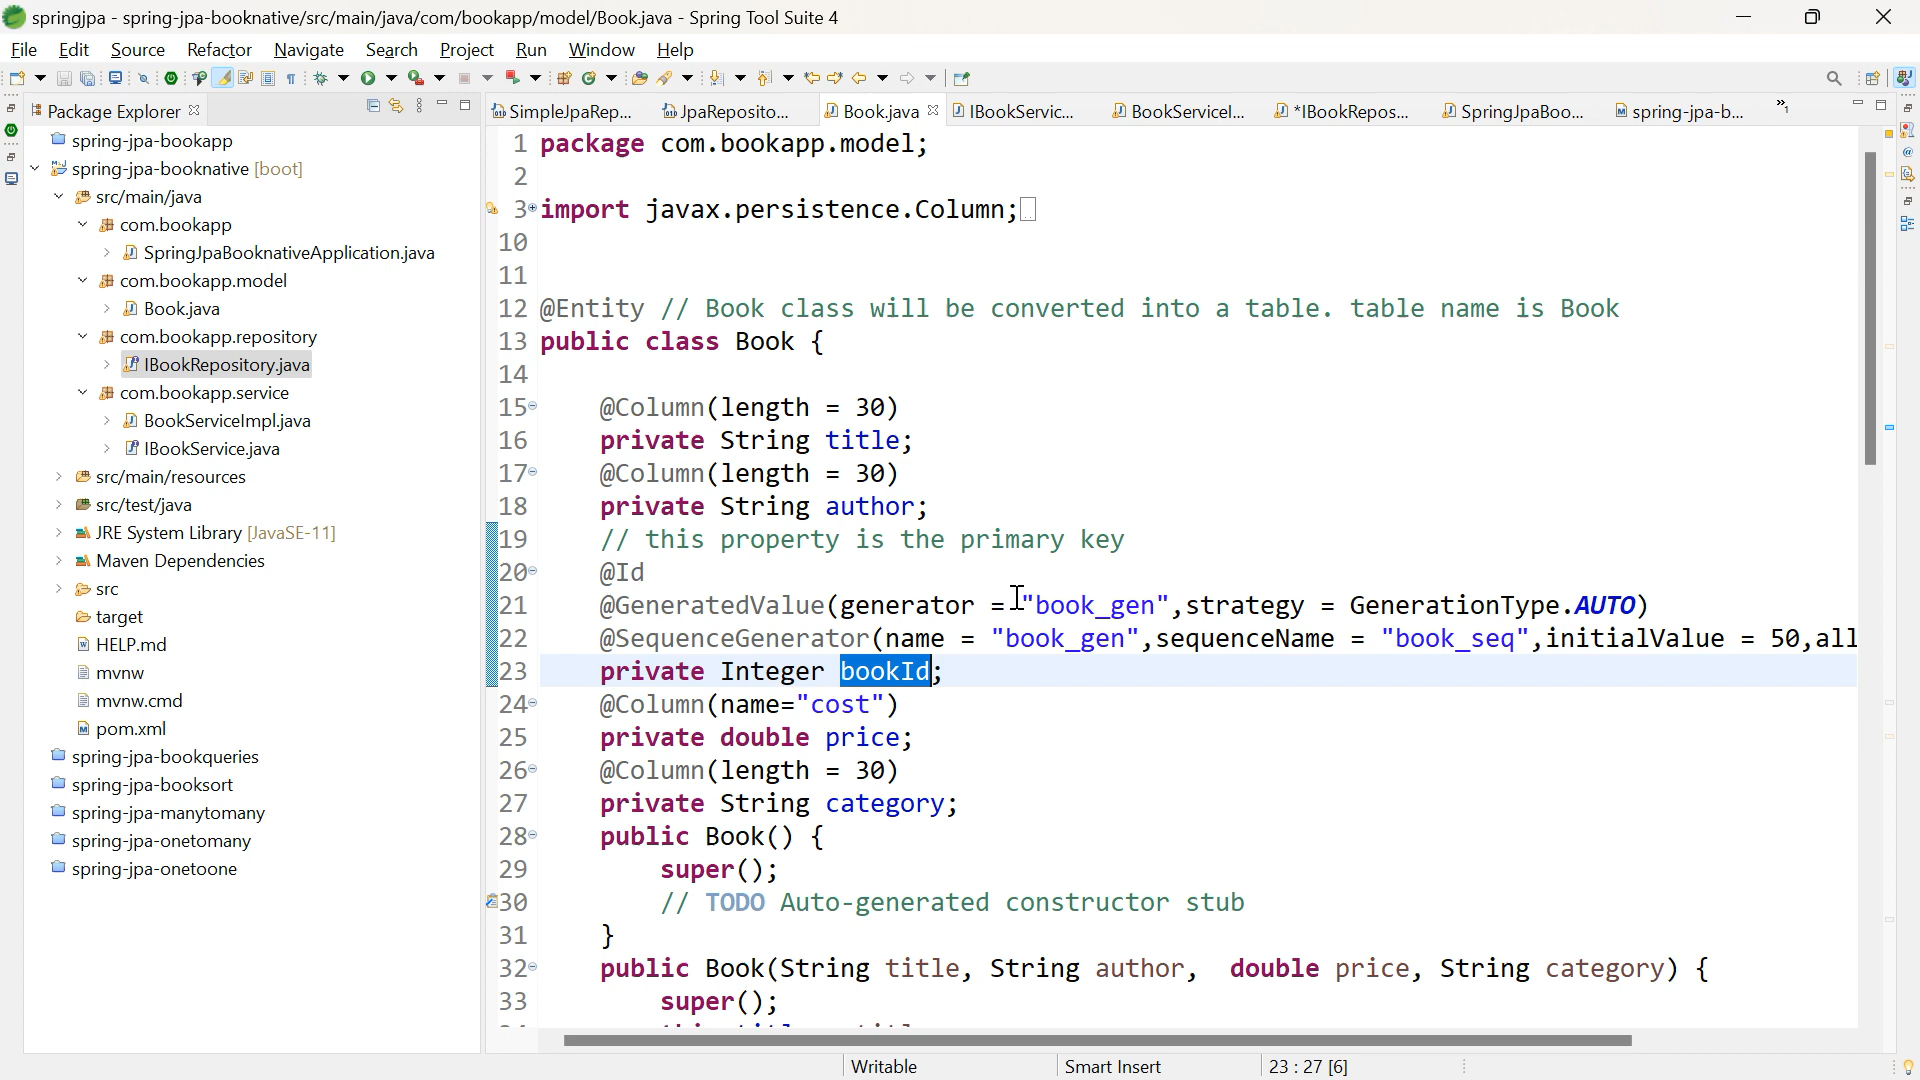 springjpa - spring-jpa-booknative/src/main/java/com/bookapp/model/Book.java - Spring Tool Suite 4
File Edit Source Refactor Navigate Search Project Run Window Help
Package Explorer
spring-jpa-bookapp
spring-jpa-booknative [boot]
src/main/java
com.bookapp
SpringJpaBooknativeApplication.java
com.bookapp.model
Book.java
com.bookapp.repository
IBookRepository.java
com.bookapp.service
BookServiceImpl.java
IBookService.java
src/main/resources
src/test/java
JRE System Library [JavaSE-11]
Maven Dependencies
src
target
HELP.md
mvnw
mvnw.cmd
pom.xml
spring-jpa-bookqueries
spring-jpa-booksort
spring-jpa-manytomany
spring-jpa-onetomany
spring-jpa-onetoone
SimpleJpaRep... JpaReposito... Book.java IBookServic... BookServiceI... *IBookRepos... SpringJpaBoo... spring-jpa-b... »1
1 package com.bookapp.model;
2
3 import javax.persistence.Column;
10
11
12 @Entity // Book class will be converted into a table. table name is Book
13 public class Book {
14
15 @Column(length = 30)
16 private String title;
17 @Column(length = 30)
18 private String author;
19 // this property is the primary key
20 @Id
21 @GeneratedValue(generator = "book_gen",strategy = GenerationType.AUTO)
22 @SequenceGenerator(name = "book_gen",sequenceName = "book_seq",initialValue = 50,all
23 private Integer bookId;
24 @Column(name="cost")
25 private double price;
26 @Column(length = 30)
27 private String category;
28 public Book() {
29 super();
30 // TODO Auto-generated constructor stub
31 }
32 public Book(String title, String author, double price, String category) {
33 super();
Writable Smart Insert 23 : 27 [6]